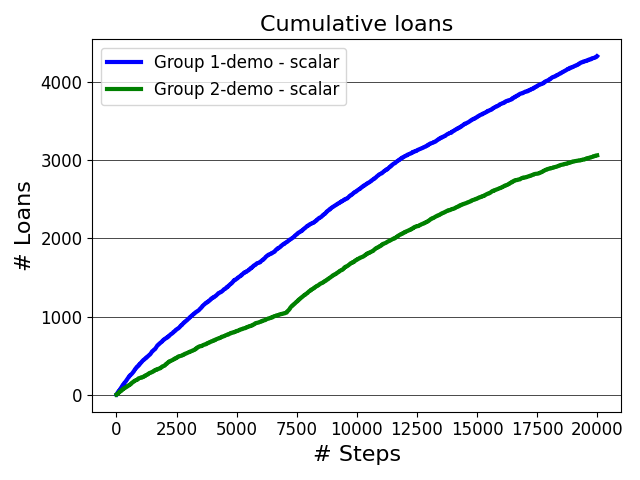 Cumulative loans
Group 1-demo - scalar
Group 2-demo - scalar
# Loans
4000
3000
2000
1000
0
0 2500 5000 7500 10000 12500 15000 17500 20000
# Steps